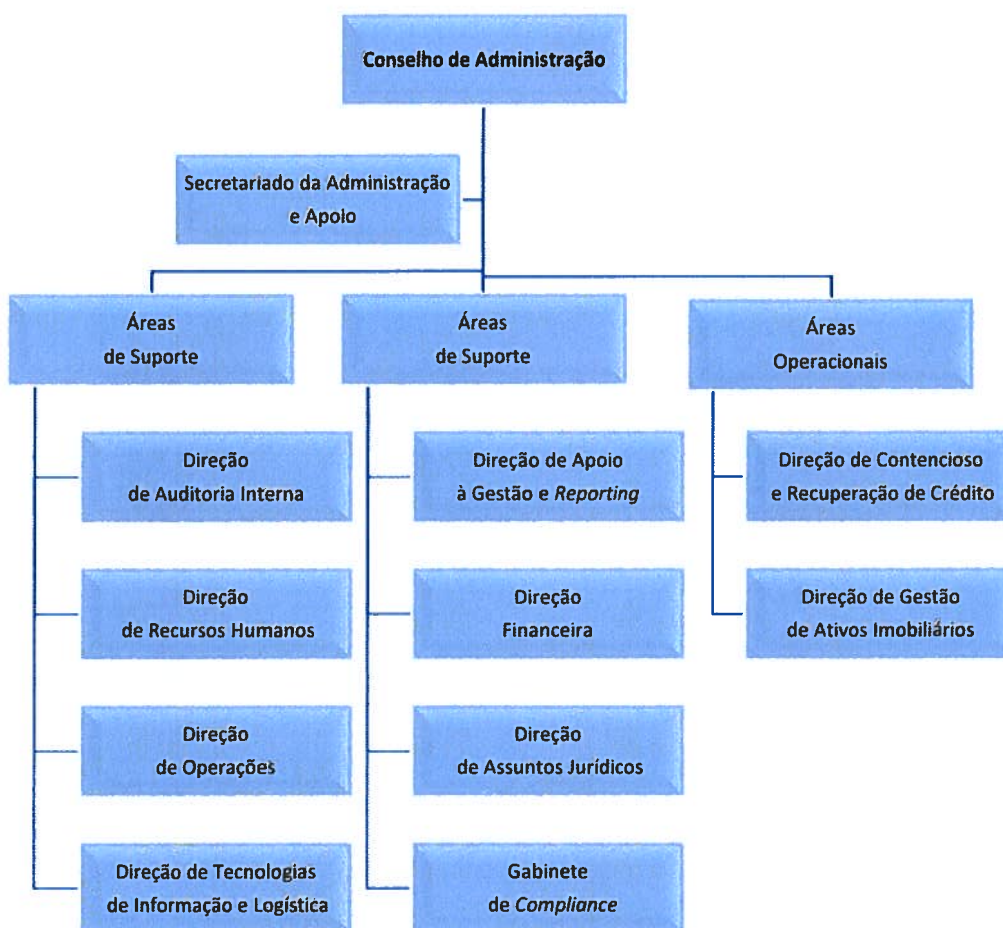 Conselho de Administração
Secretariado da Administração
e Apoio
Áreas
de Suporte
Direção
de Auditoria Interna
Direção
de Recursos Humanos
Direção
de Operações
Direção de Tecnologias
de Informação e Logística
Áreas
de Suporte
Direção de Apoio
à Gestão e Reporting
Direção
Financeira
Direção
de Assuntos Jurídicos
Gabinete
de Compliance
Áreas
Operacionais
Direção de Contencioso
e Recuperação de Crédito
Direção de Gestão
de Ativos Imobiliários